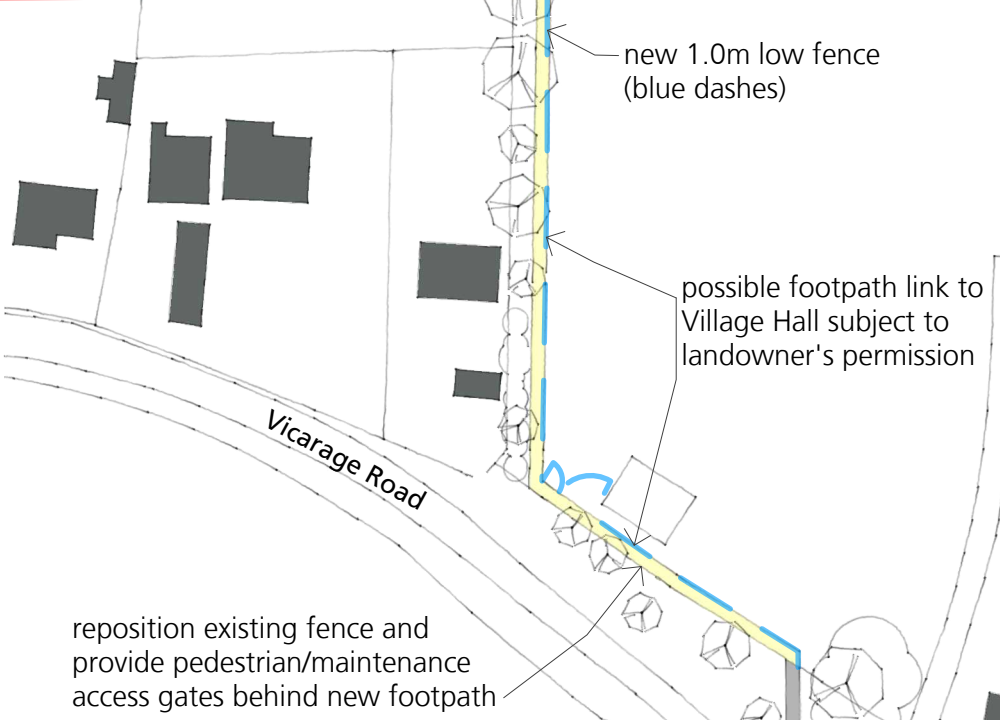 new 1.0m low fence
(blue dashes)
possible footpath link to
Village Hall subject to
landowner's permission
Vicarage Road
reposition existing fence and
provide pedestrian/maintenance
access gates behind new footpath